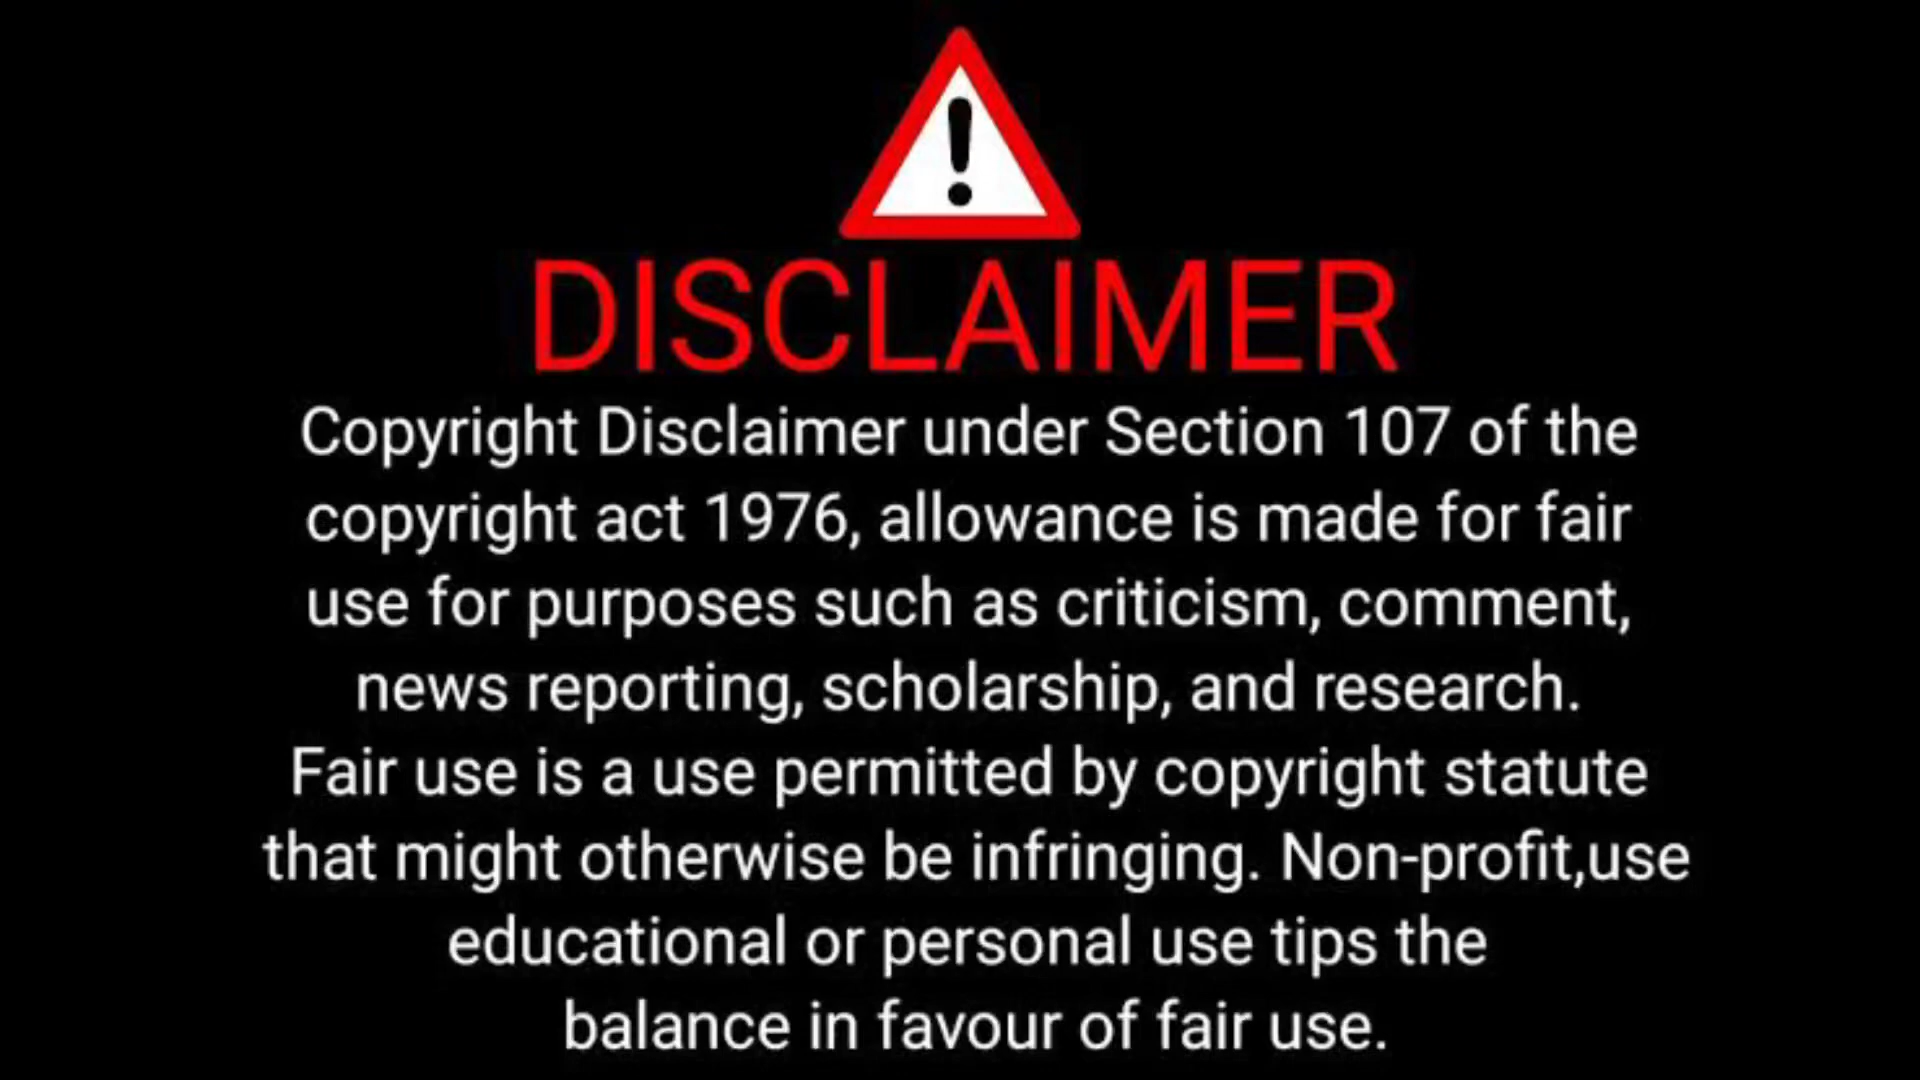 DISCLAIMER
Copyright Disclaimer under Section 107 of the
copyright act 1976, allowance is made for fair
use for purposes such as criticism, comment,
news reporting, scholarship, and research.
Fair use is a use permitted by copyright statute
that might otherwise be infringing. Non-profit,use
educational or personal use tips the
balance in favour of fair use.